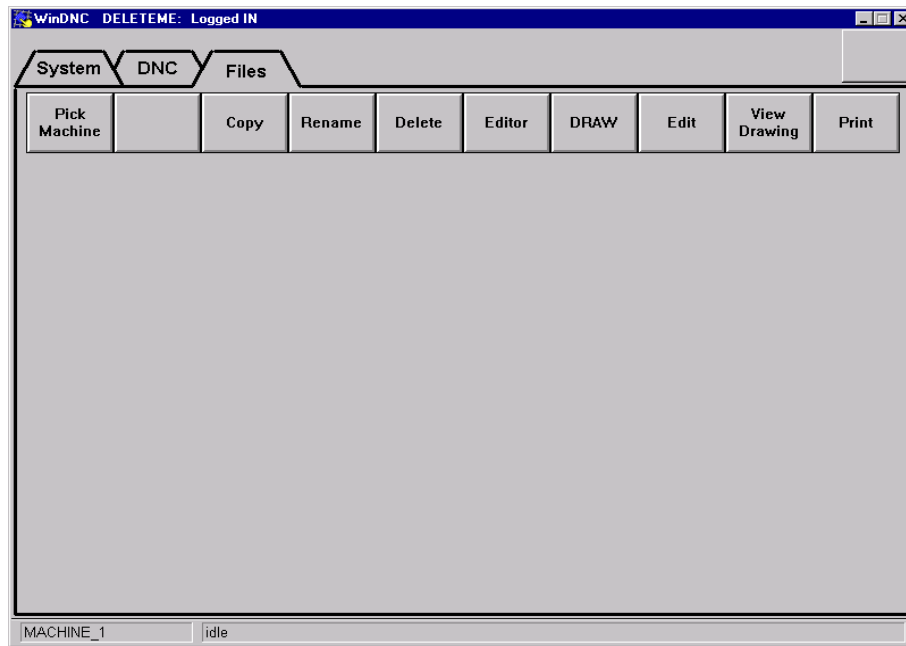 WinDNC DELETEME: Logged IN
System DNC Files
Pick Machine Copy Rename Delete Editor DRAW Edit View Drawing Print
MACHINE_1 idle